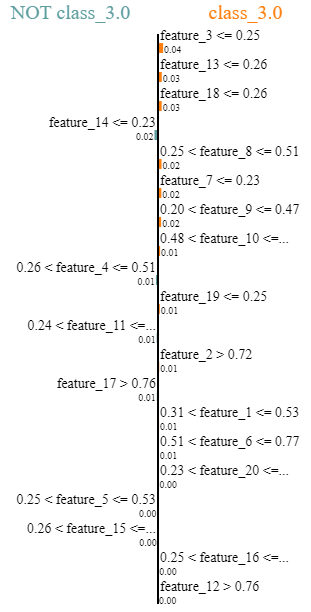 NOT class_3.0 class_3.0
feature_3 <= 0.25
0.04
feature_13 <= 0.26
0.03
feature_18 <= 0.26
0.03
feature_14 <= 0.23
0.02
0.25 < feature_8 <= 0.51
0.02
feature_7 <= 0.23
0.02
0.20 < feature_9 <= 0.47
0.02
0.48 < feature_10 <=...
0.01
0.26 < feature_4 <= 0.51
0.01
feature_19 <= 0.25
0.01
0.24 < feature_11 <=...
0.01
feature_2 > 0.72
0.01
feature_17 > 0.76
0.01
0.31 < feature_1 <= 0.53
0.01
0.51 < feature_6 <= 0.77
0.01
0.23 < feature_20 <=...
0.00
0.25 < feature_5 <= 0.53
0.00
0.26 < feature_15 <=...
0.00
0.25 < feature_16 <=...
0.00
feature_12 > 0.76
0.00